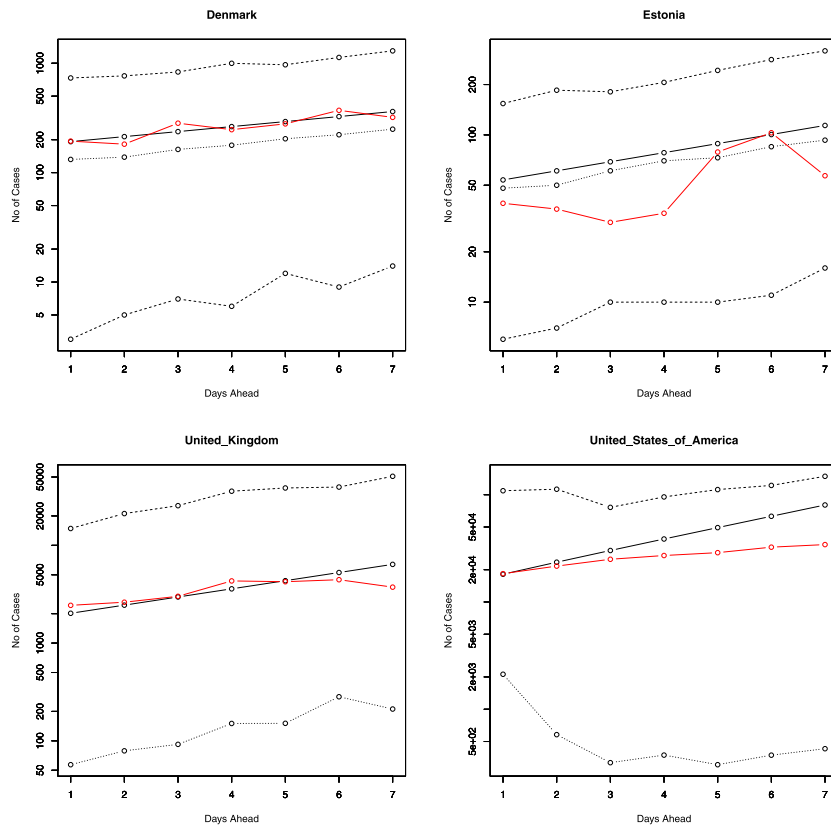 Denmark
No of Cases
1000
500
200
100
50
20
10
5
1 2 3 4 5 6 7
Days Ahead
Estonia
No of Cases
200
100
50
20
10
1 2 3 4 5 6 7
Days Ahead
United_Kingdom
No of Cases
50000
20000
5000
1000
500
200
100
50
1 2 3 4 5 6 7
Days Ahead
United_States_of_America
No of Cases
5e+04
2e+04
5e+03
2e+03
5e+02
1 2 3 4 5 6 7
Days Ahead